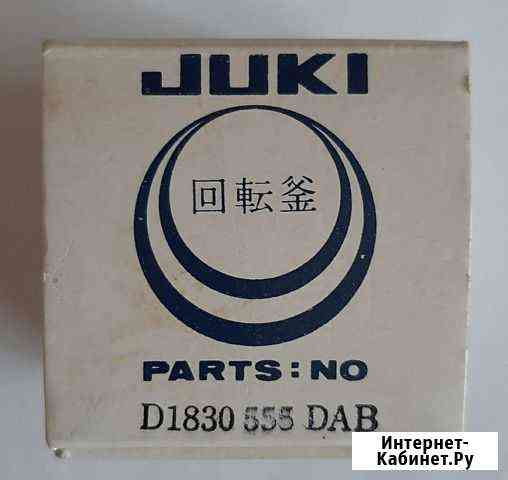 JUKI
回転釜
PARTS:NO
D1830 555 DAB
Интернет-
Кабинет.Ру